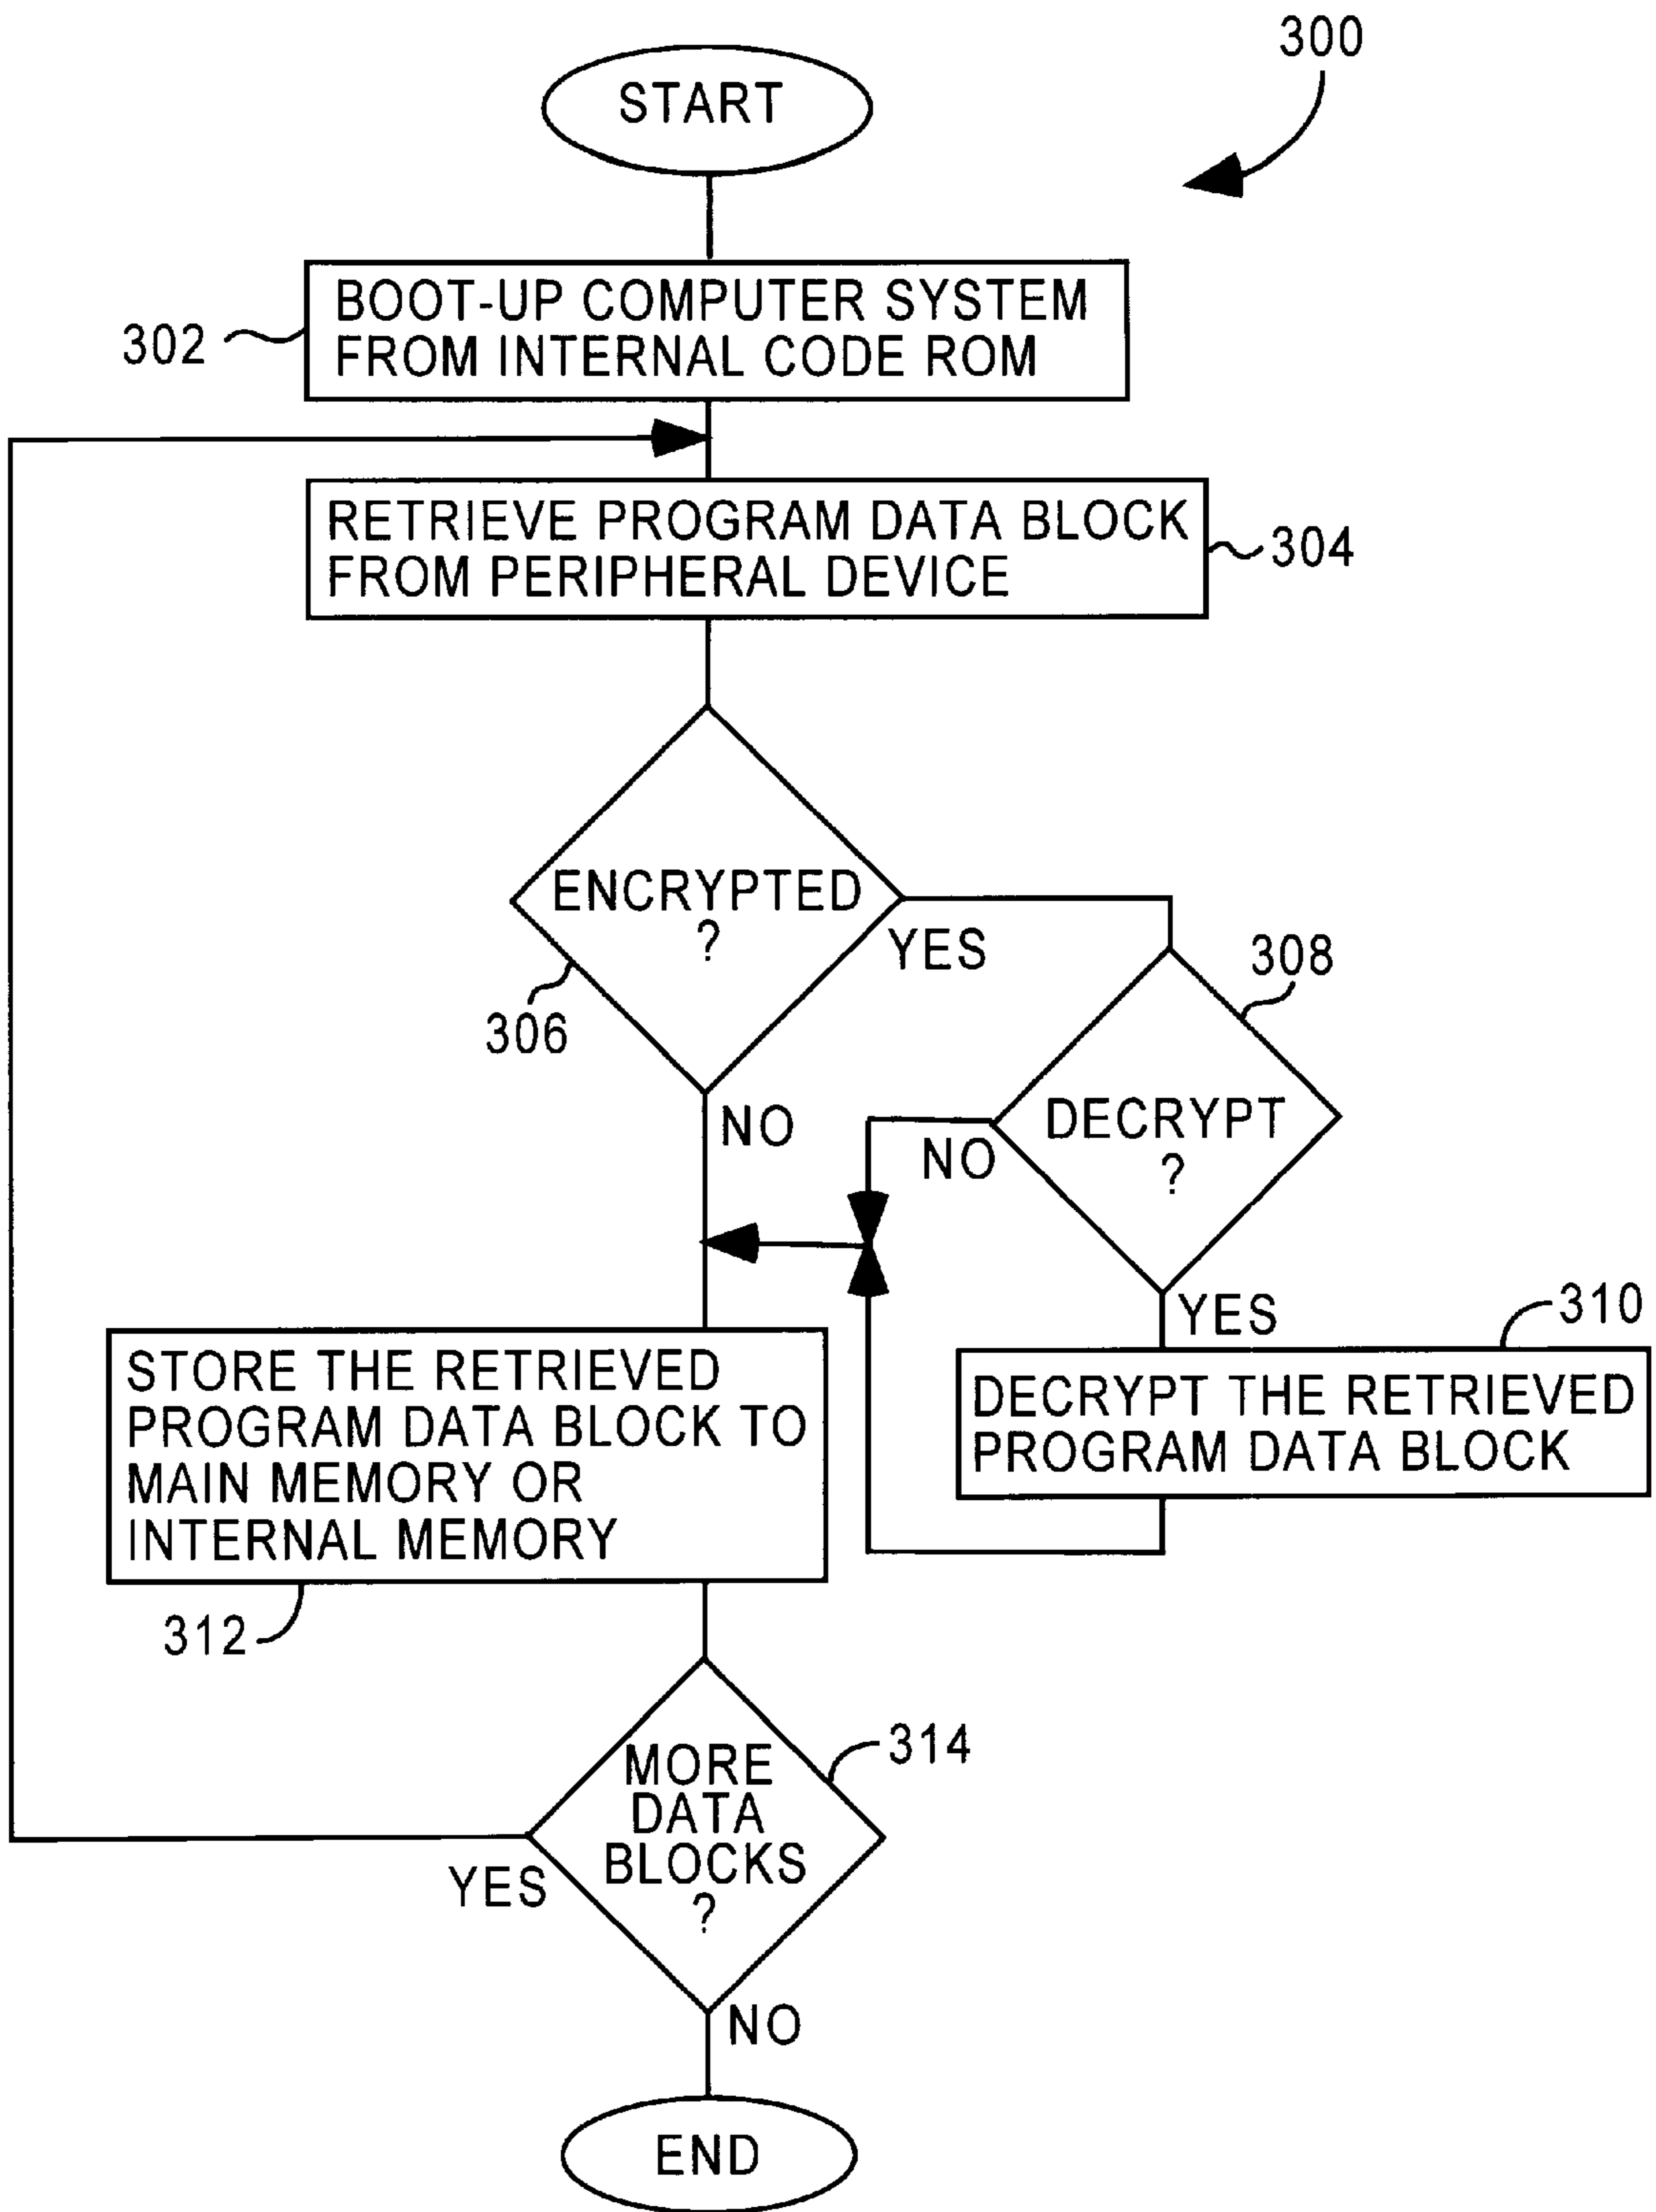 300
START
BOOT-UP COMPUTER SYSTEM
FROM INTERNAL CODE ROM
302
RETRIEVE PROGRAM DATA BLOCK
FROM PERIPHERAL DEVICE
304
ENCRYPTED
?
YES
306
NO
308
DECRYPT
?
NO
YES
310
STORE THE RETRIEVED
PROGRAM DATA BLOCK TO
MAIN MEMORY OR
INTERNAL MEMORY
DECRYPT THE RETRIEVED
PROGRAM DATA BLOCK
312
MORE
DATA
BLOCKS
?
314
YES
NO
END